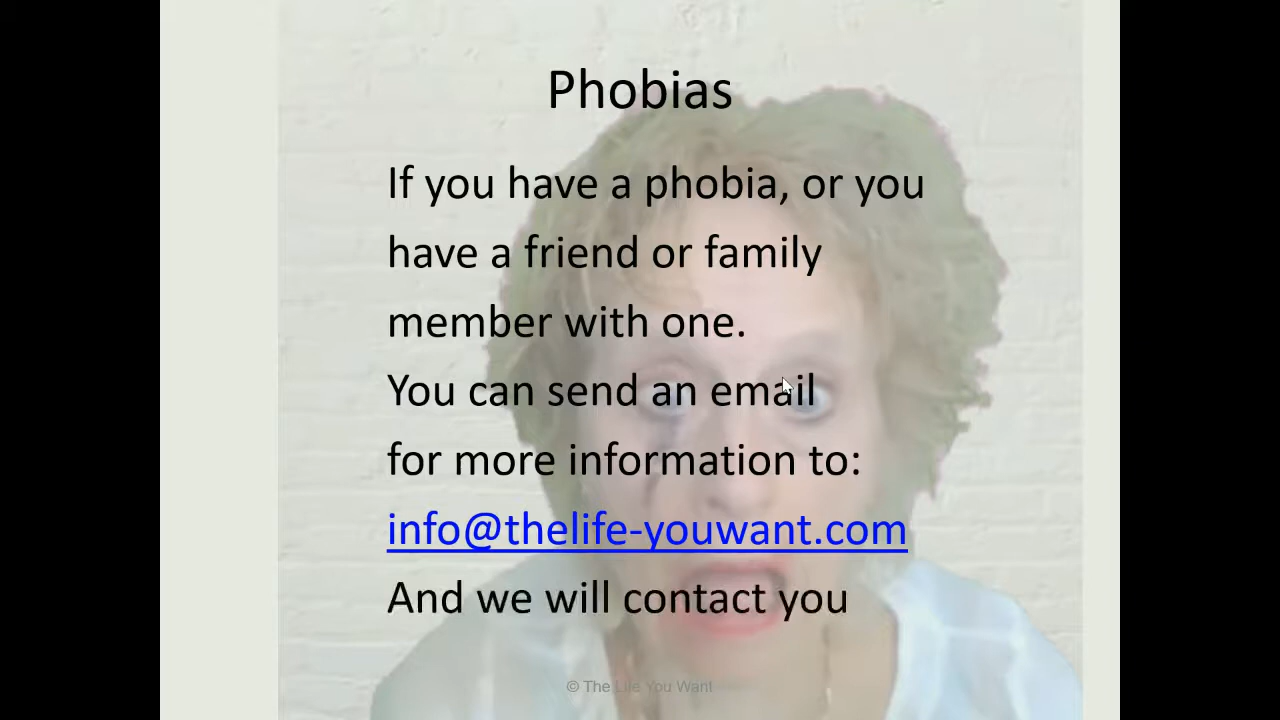 Phobias
If you have a phobia, or you
have a friend or family
member with one.
You can send an email
for more information to:
info@thelife-youwant.com
And we will contact you
© The Life You Want